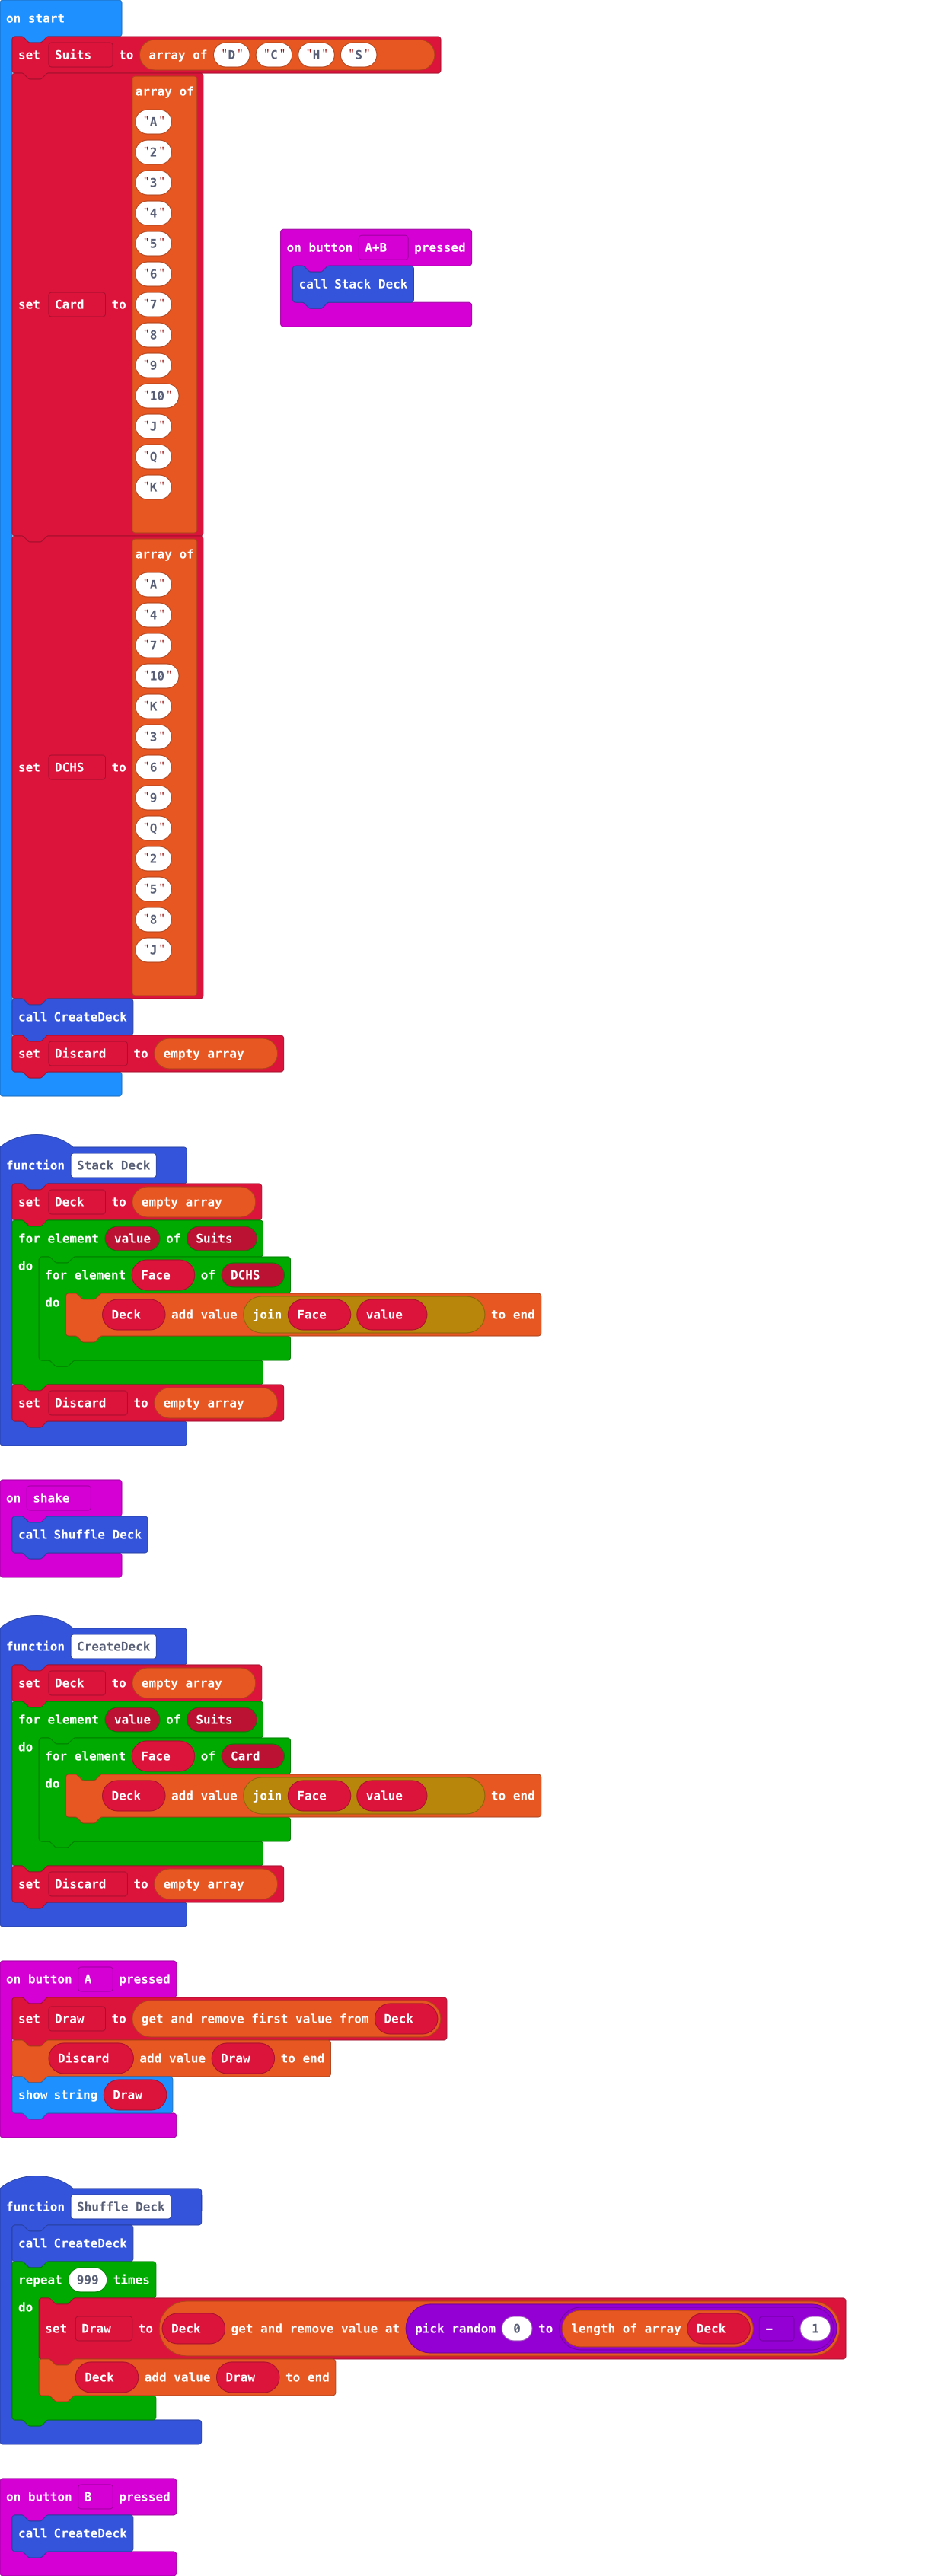 on start
set Suits to array of "D" "C" "H" "S"
array of
"A"
"2"
"3"
"4"
"5"
"6"
set Card to "7"
"8"
"9"
"10"
"J"
"Q"
"K"
on button A+B pressed
call Stack Deck
array of
"A"
"4"
"7"
"10"
"K"
"3"
set DCHS to "6"
"9"
"Q"
"2"
"5"
"8"
"J"
call CreateDeck
set Discard to empty array
function Stack Deck
set Deck to empty array
for element value of Suits
do for element Face of DCHS
do Deck add value join Face value to end
set Discard to empty array
on shake
call Shuffle Deck
function CreateDeck
set Deck to empty array
for element value of Suits
do for element Face of Card
do Deck add value join Face value to end
set Discard to empty array
on button A pressed
set Draw to get and remove first value from Deck
Discard add value Draw to end
show string Draw
function Shuffle Deck
call CreateDeck
repeat 999 times
do set Draw to Deck get and remove value at pick random 0 to length of array Deck - 1
Deck add value Draw to end
on button B pressed
call CreateDeck